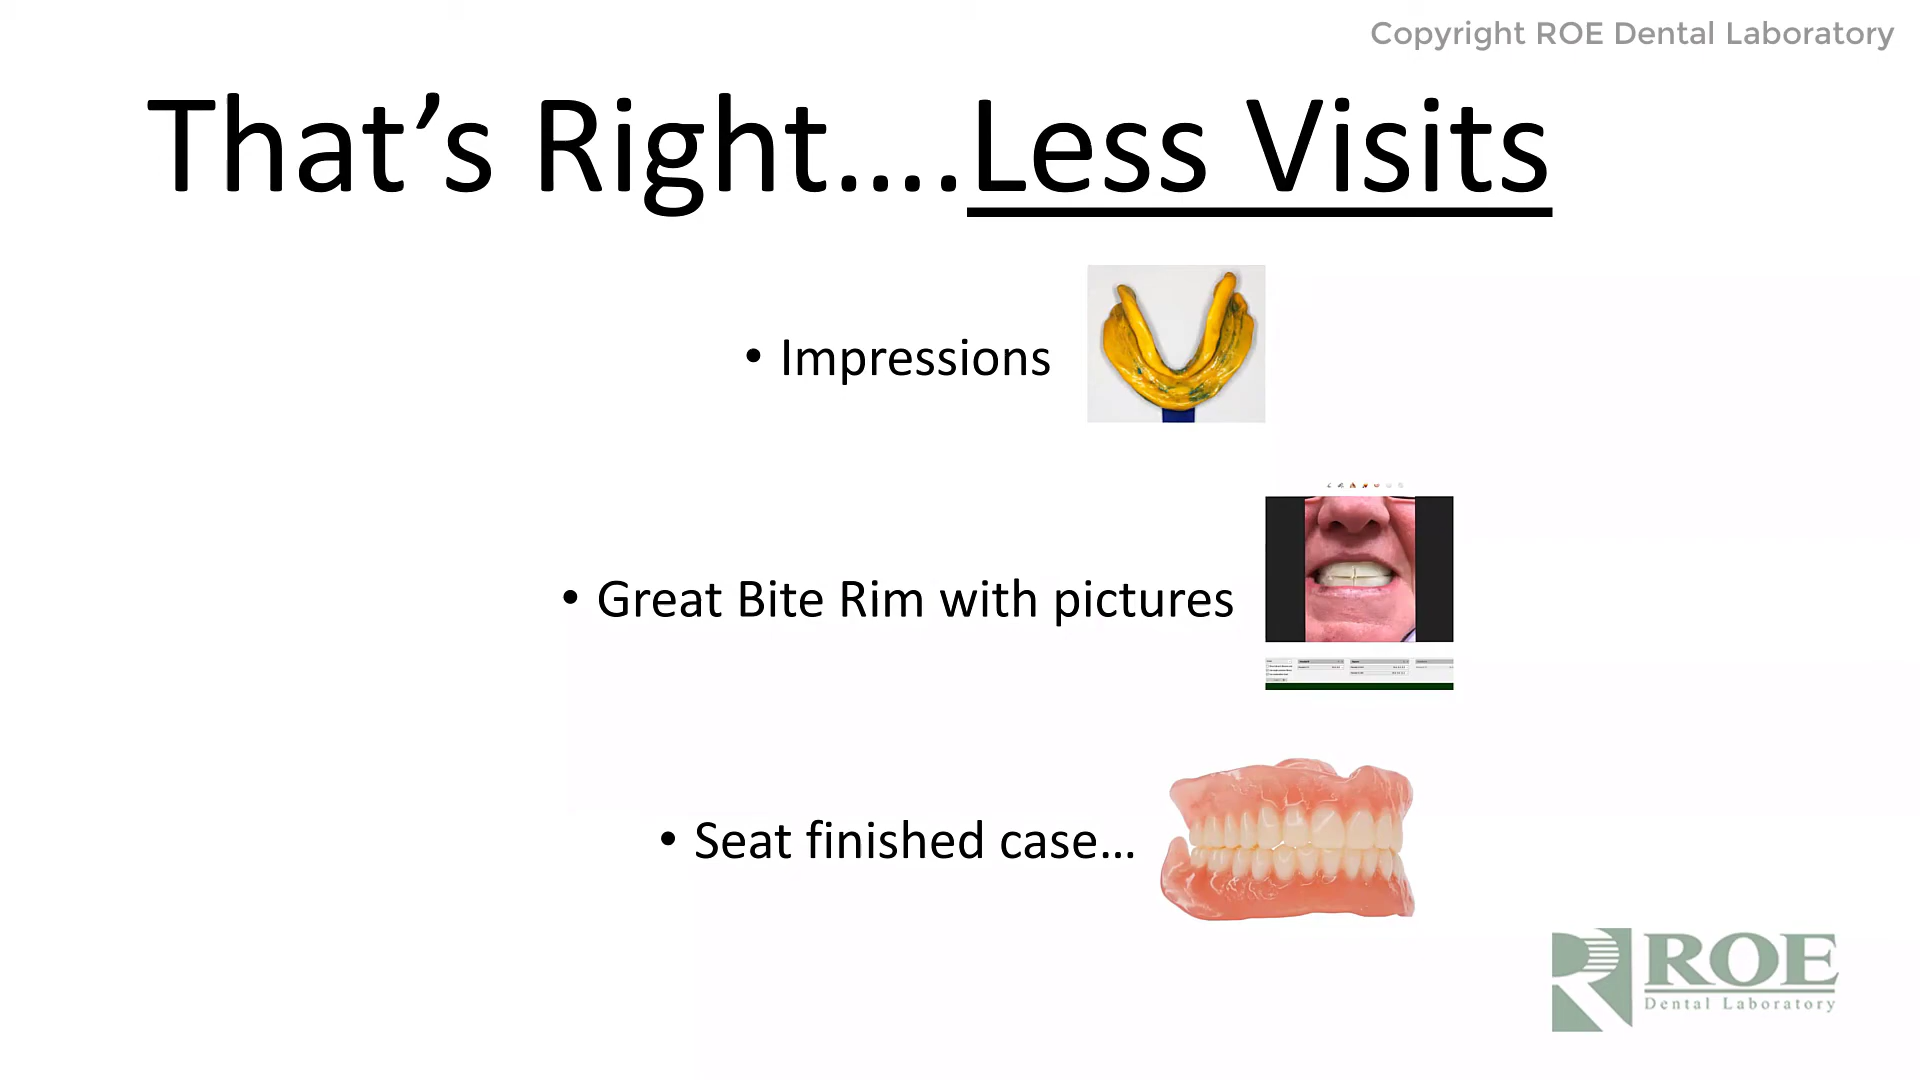 Copyright ROE Dental Laboratory
That’s Right….Less Visits
• Impressions
• Great Bite Rim with pictures
• Seat finished case…
ROE
Dental Laboratory